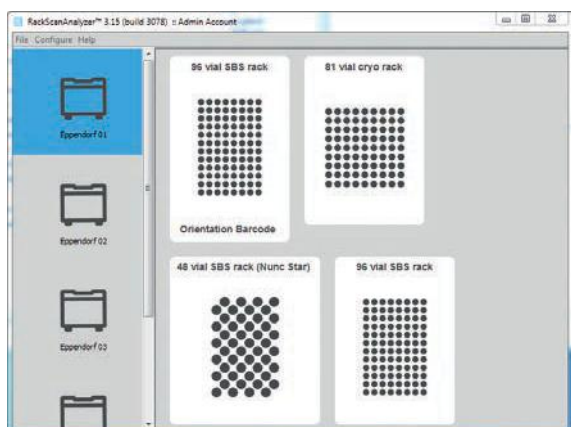 RackScanAnalyzer™ 3.15 (build 3078) :: Admin Account
File Configure Help
Eppendorf 01
Eppendorf 02
Eppendorf 03
96 vial SBS rack
Orientation Barcode
81 vial cryo rack
48 vial SBS rack (Nunc Star)
96 vial SBS rack